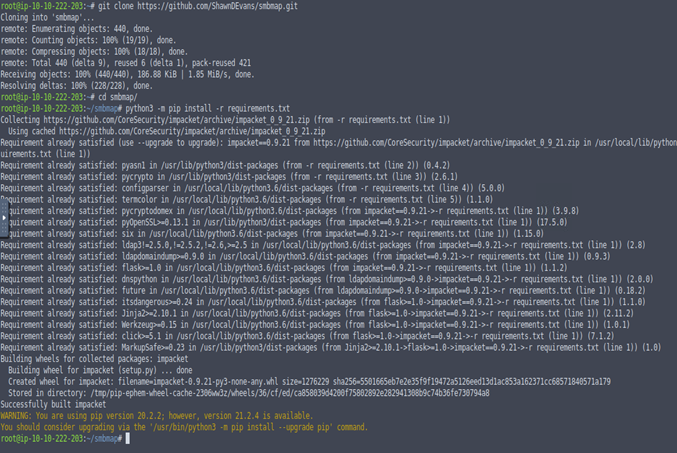 root@ip-10-10-222-203:~# git clone https://github.com/ShawnDEvans/smbmap.git
Cloning into 'smbmap'...
remote: Enumerating objects: 440, done.
remote: Counting objects: 100% (19/19), done.
remote: Compressing objects: 100% (18/18), done.
remote: Total 440 (delta 9), reused 6 (delta 1), pack-reused 421
Receiving objects: 100% (440/440), 186.88 KiB | 1.85 MiB/s, done.
Resolving deltas: 100% (228/228), done.
root@ip-10-10-222-203:~# cd smbmap/
root@ip-10-10-222-203:~/smbmap# python3 -m pip install -r requirements.txt
Collecting https://github.com/CoreSecurity/impacket/archive/impacket_0_9_21.zip (from -r requirements.txt (line 1))
  Using cached https://github.com/CoreSecurity/impacket/archive/impacket_0_9_21.zip
Requirement already satisfied (use --upgrade to upgrade): impacket==0.9.21 from https://github.com/CoreSecurity/impacket/archive/impacket_0_9_21.zip in /usr/local/lib/python
uirements.txt (line 1))
Requirement already satisfied: pyasn1 in /usr/lib/python3/dist-packages (from -r requirements.txt (line 2)) (0.4.2)
Requirement already satisfied: pycrypto in /usr/lib/python3/dist-packages (from -r requirements.txt (line 3)) (2.6.1)
Requirement already satisfied: configparser in /usr/local/lib/python3.6/dist-packages (from -r requirements.txt (line 4)) (5.0.0)
Requirement already satisfied: termcolor in /usr/local/lib/python3.6/dist-packages (from -r requirements.txt (line 5)) (1.1.0)
equirement already satisfied: pycryptodomex in /usr/local/lib/python3.6/dist-packages (from impacket==0.9.21->-r requirements.txt (line 1)) (3.9.8)
equirement already satisfied: pyOpenSSL>=0.13.1 in /usr/lib/python3/dist-packages (from impacket==0.9.21->-r requirements.txt (line 1)) (17.5.0)
equirement already satisfied: six in /usr/local/lib/python3.6/dist-packages (from impacket==0.9.21->-r requirements.txt (line 1)) (1.15.0)
Requirement already satisfied: ldap3!=2.5.0,!=2.5.2,!=2.6,>=2.5 in /usr/local/lib/python3.6/dist-packages (from impacket==0.9.21->-r requirements.txt (line 1)) (2.8)
Requirement already satisfied: ldapdomaindump>=0.9.0 in /usr/local/lib/python3.6/dist-packages (from impacket==0.9.21->-r requirements.txt (line 1)) (0.9.3)
Requirement already satisfied: flask>=1.0 in /usr/local/lib/python3.6/dist-packages (from impacket==0.9.21->-r requirements.txt (line 1)) (1.1.2)
Requirement already satisfied: dnspython in /usr/local/lib/python3.6/dist-packages (from ldapdomaindump>=0.9.0->impacket==0.9.21->-r requirements.txt (line 1)) (2.0.0)
Requirement already satisfied: future in /usr/local/lib/python3.6/dist-packages (from ldapdomaindump>=0.9.0->impacket==0.9.21->-r requirements.txt (line 1)) (0.18.2)
Requirement already satisfied: itsdangerous>=0.24 in /usr/local/lib/python3.6/dist-packages (from flask>=1.0->impacket==0.9.21->-r requirements.txt (line 1)) (1.1.0)
Requirement already satisfied: Jinja2>=2.10.1 in /usr/local/lib/python3.6/dist-packages (from flask>=1.0->impacket==0.9.21->-r requirements.txt (line 1)) (2.11.2)
Requirement already satisfied: Werkzeug>=0.15 in /usr/local/lib/python3.6/dist-packages (from flask>=1.0->impacket==0.9.21->-r requirements.txt (line 1)) (1.0.1)
Requirement already satisfied: click>=5.1 in /usr/local/lib/python3.6/dist-packages (from flask>=1.0->impacket==0.9.21->-r requirements.txt (line 1)) (7.1.2)
Requirement already satisfied: MarkupSafe>=0.23 in /usr/lib/python3/dist-packages (from Jinja2>=2.10.1->flask>=1.0->impacket==0.9.21->-r requirements.txt (line 1)) (1.0)
Building wheels for collected packages: impacket
  Building wheel for impacket (setup.py) ... done
  Created wheel for impacket: filename=impacket-0.9.21-py3-none-any.whl size=1276229 sha256=5501665eb7e2e35f9f19472a5126eed13d1ac853a162371cc68571840571a179
  Stored in directory: /tmp/pip-ephem-wheel-cache-2306ww3z/wheels/36/cf/ed/ca858039d4200f75802892e282941308b9c74b36fe730794a8
Successfully built impacket
WARNING: You are using pip version 20.2.2; however, version 21.2.4 is available.
You should consider upgrading via the '/usr/bin/python3 -m pip install --upgrade pip' command.
root@ip-10-10-222-203:~/smbmap#